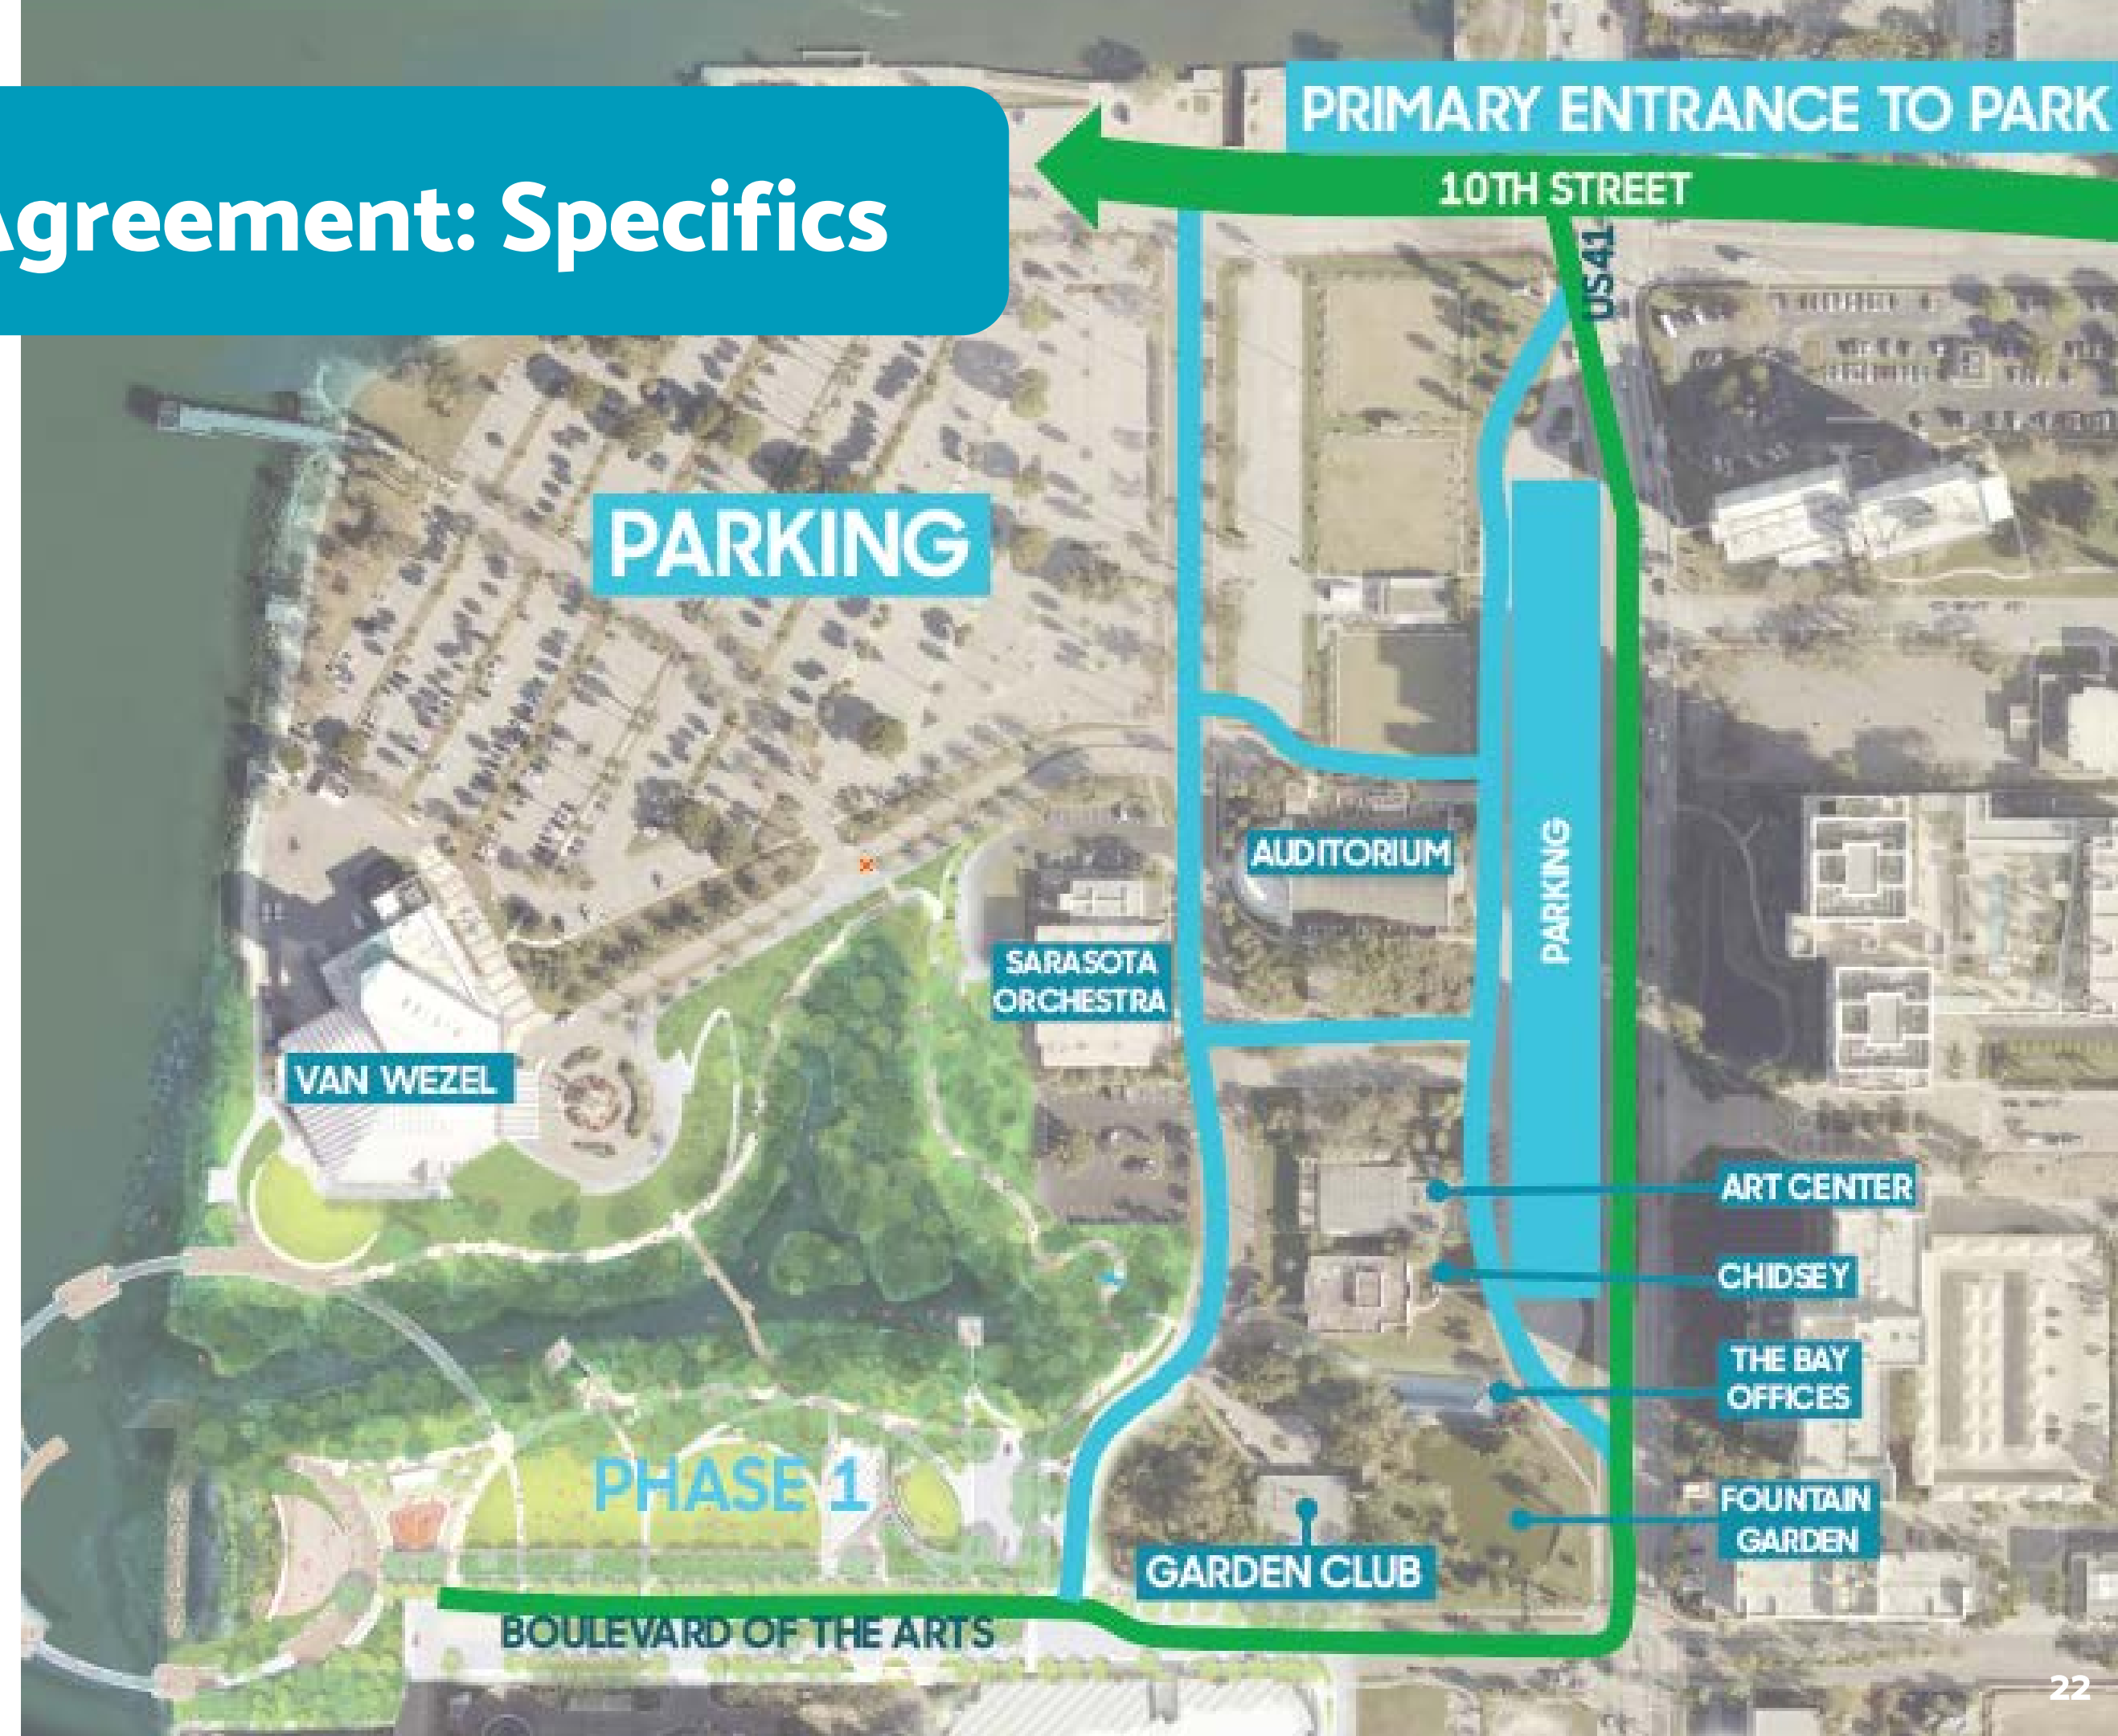 Agreement: Specifics
PRIMARY ENTRANCE TO PARK
10TH STREET
US41
PARKING
PARKING
AUDITORIUM
SARASOTA
ORCHESTRA
VAN WEZEL
ART CENTER
CHIDSEY
THE BAY
OFFICES
PHASE 1
FOUNTAIN
GARDEN
GARDEN CLUB
BOULEVARD OF THE ARTS
22